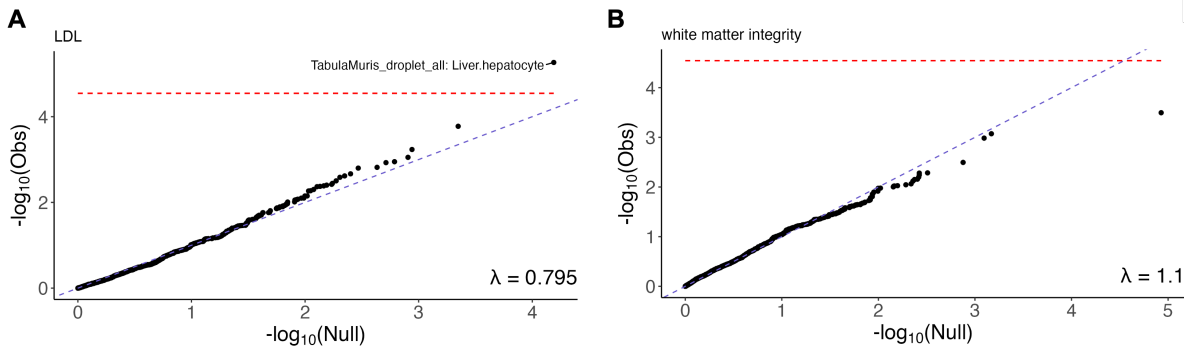 A
LDL
TabulaMuris_droplet_all: Liver.hepatocyte
4
2
0
-log₁₀(Obs)
λ = 0.795
0 1 2 3 4
-log₁₀(Null)
B
white matter integrity
4
3
2
1
0
-log₁₀(Obs)
λ = 1.1
0 1 2 3 4 5
-log₁₀(Null)